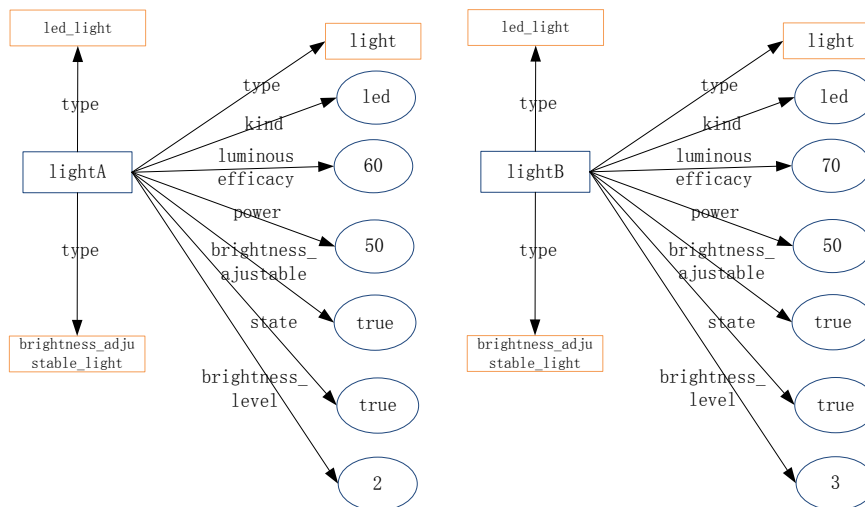 led_light
light
type
type
kind
led
lightA
luminous
efficacy
60
power
50
type
brightness_
ajustable
true
state
brightness_adju
stable_light
brightness_
level
true
2
led_light
light
type
type
kind
led
lightB
luminous
efficacy
70
power
50
type
brightness_
ajustable
true
state
brightness_adju
stable_light
brightness_
level
true
3